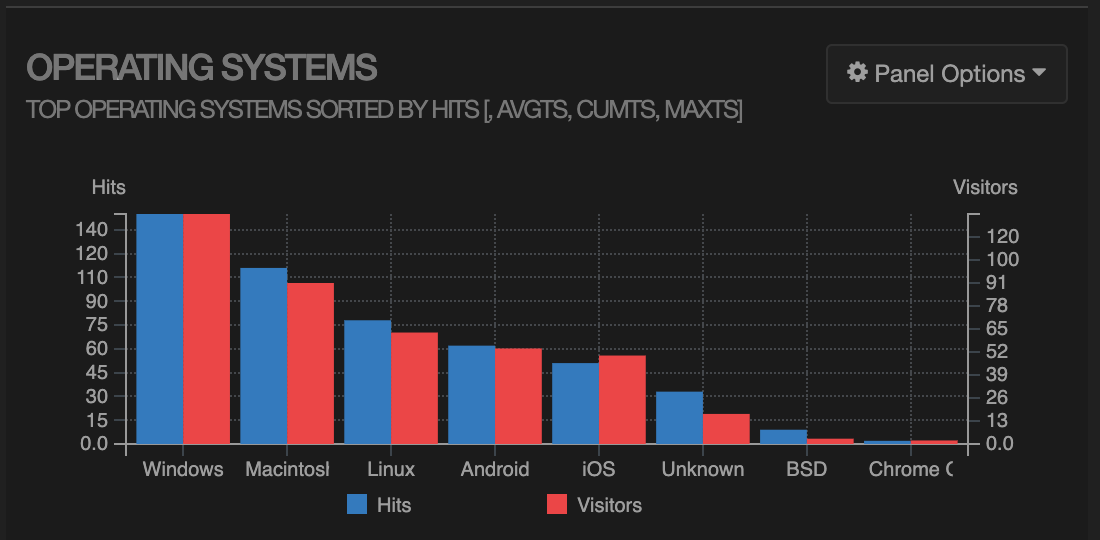 OPERATING SYSTEMS
Panel Options
TOP OPERATING SYSTEMS SORTED BY HITS [, AVGTS, CUMTS, MAXTS]
Hits
Visitors
140
120
110
90
75
60
45
30
15
0.0
120
100
91
78
65
52
39
26
13
0.0
Windows Macintosh Linux Android iOS Unknown BSD Chrome O
Hits Visitors